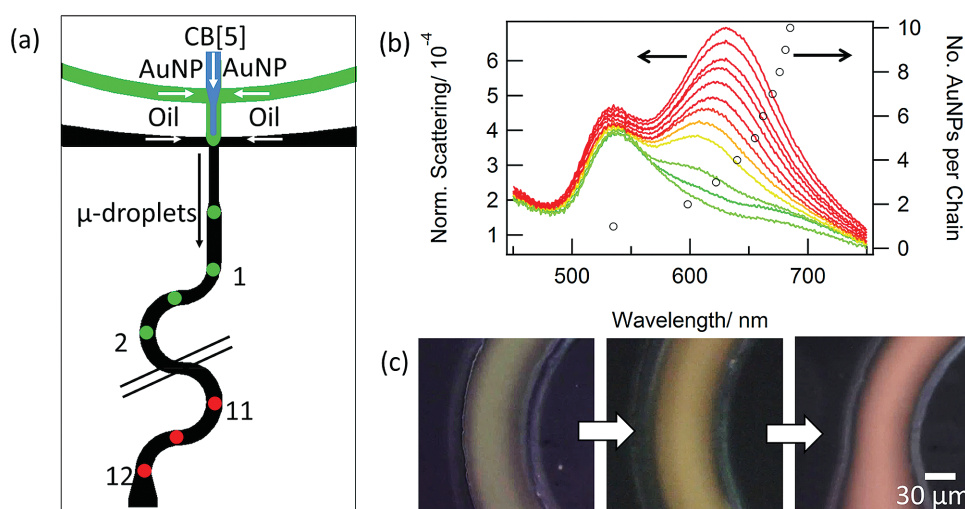 (a)
CB[5]
AuNP AuNP
Oil Oil
μ-droplets
1
2
11
12
(b)
Norm. Scattering/ 10⁻⁴
6
5
4
3
2
1
500 600 700
Wavelength/ nm
10
8
6
4
2
0
No. AuNPs per Chain
(c)
30 μm